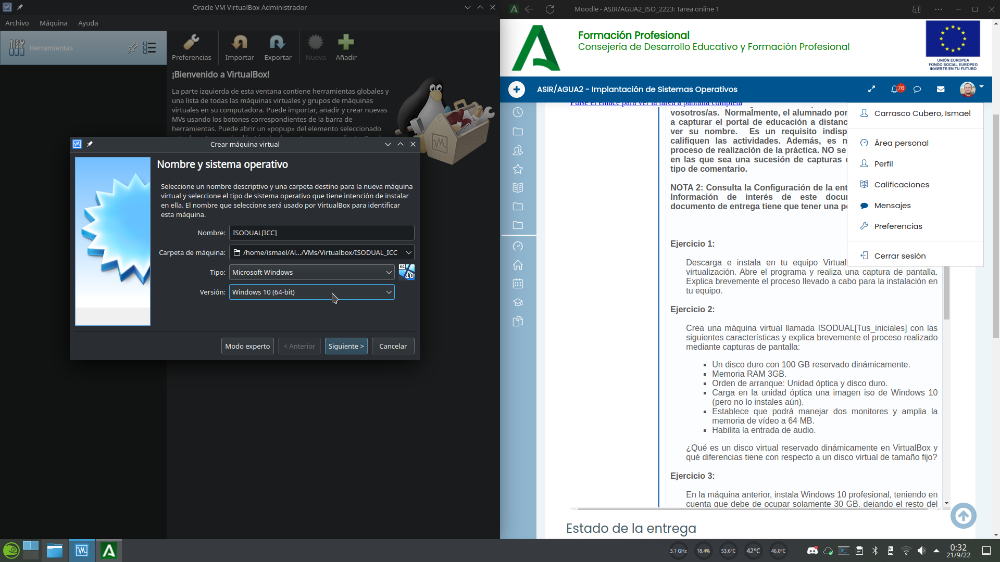 Oracle VM VirtualBox Administrador
Archivo Máquina Ayuda
Herramientas
Preferencias Importar Exportar Nueva Añadir
¡Bienvenido a VirtualBox!
La parte izquierda de esta ventana contiene herramientas globales y
una lista de todas las máquinas virtuales y grupos de máquinas
virtuales en su computadora. Puede importar, añadir y crear nuevas
MVs usando los botones correspondientes de la barra de
herramientas. Puede abrir un «popup» del elemento seleccionado
Crear máquina virtual
Nombre y sistema operativo
Seleccione un nombre descriptivo y una carpeta destino para la nueva máquina
virtual y seleccione el tipo de sistema operativo que tiene intención de instalar
en ella. El nombre que seleccione será usado por VirtualBox para identificar
esta máquina.
Nombre: ISODUAL[ICC]
Carpeta de máquina: /home/ismael/Al.../VMs/Virtualbox/ISODUAL_ICC
Tipo: Microsoft Windows
64
10
Versión: Windows 10 (64-bit)
Modo experto < Anterior Siguiente > Cancelar
Moodle - ASIR/AGUA2_ISO_2223: Tarea online 1
Formación Profesional
Consejería de Desarrollo Educativo y Formación Profesional
UNIÓN EUROPEA
FONDO SOCIAL EUROPEO
INVIERTE EN TU FUTURO
ASIR/AGUA2 - Implantación de Sistemas Operativos
76
Pulse el enlace para ver la tarea a pantalla completa
vosotros/as. Normalmente, el alumnado por
a capturar el portal de educación a distanc
ver su nombre. Es un requisito indisp
califiquen las actividades. Además, es n
proceso de realización de la práctica. NO se
en las que sea una sucesión de capturas
tipo de comentario.
NOTA 2: Consulta la Configuración de la ent
Información de interés de este docu
documento de entrega tiene que tener una p
Carrasco Cubero, Ismael
Área personal
Perfil
Calificaciones
Mensajes
Preferencias
Cerrar sesión
Ejercicio 1:
Descarga e instala en tu equipo Virtual
virtualización. Abre el programa y realiza una captura de pantalla.
Explica brevemente el proceso llevado a cabo para la instalación en
tu equipo.
Ejercicio 2:
Crea una máquina virtual llamada ISODUAL[Tus_iniciales] con las
siguientes características y explica brevemente el proceso realizado
mediante capturas de pantalla:
Un disco duro con 100 GB reservado dinámicamente.
Memoria RAM 3GB.
Orden de arranque: Unidad óptica y disco duro.
Carga en la unidad óptica una imagen iso de Windows 10
(pero no lo instales aún).
Establece que podrá manejar dos monitores y amplia la
memoria de vídeo a 64 MB.
Habilita la entrada de audio.
¿Qué es un disco virtual reservado dinámicamente en VirtualBox y
qué diferencias tiene con respecto a un disco virtual de tamaño fijo?
Ejercicio 3:
En la máquina anterior, instala Windows 10 profesional, teniendo en
cuenta que debe de ocupar solamente 30 GB, dejando el resto del
Estado de la entrega
3,1 GHz 18,4% 53,6°C 42°C 46,0°C
0:32
21/9/22